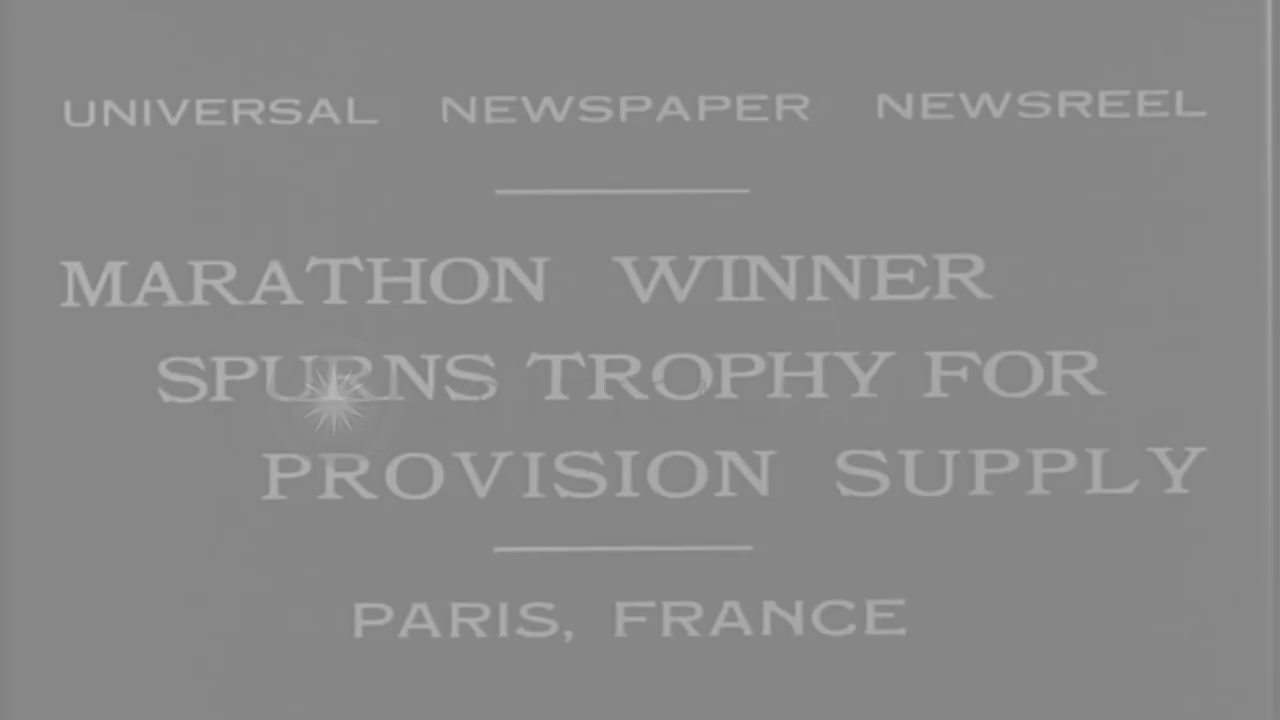 UNIVERSAL NEWSPAPER NEWSREEL
MARATHON WINNER
SPURNS TROPHY FOR
PROVISION SUPPLY
PARIS, FRANCE